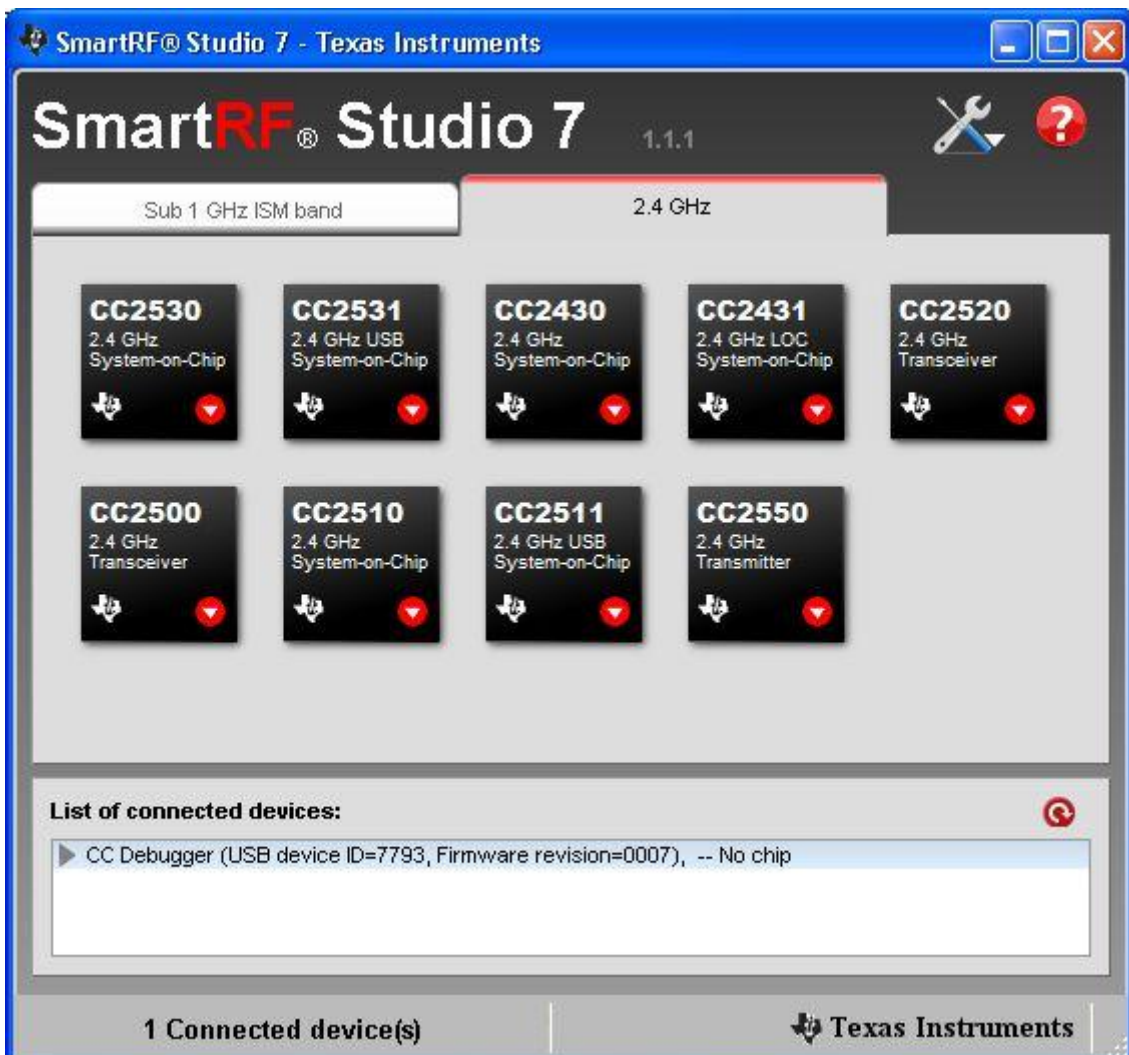 SmartRF® Studio 7 - Texas Instruments
SmartRF® Studio 7 1.1.1
Sub 1 GHz ISM band
2.4 GHz
CC2530
2.4 GHz
System-on-Chip
CC2531
2.4 GHz USB
System-on-Chip
CC2430
2.4 GHz
System-on-Chip
CC2431
2.4 GHz LOC
System-on-Chip
CC2520
2.4 GHz
Transceiver
CC2500
2.4 GHz
Transceiver
CC2510
2.4 GHz
System-on-Chip
CC2511
2.4 GHz USB
System-on-Chip
CC2550
2.4 GHz
Transmitter
List of connected devices:
CC Debugger (USB device ID=7793, Firmware revision=0007), -- No chip
1 Connected device(s)
Texas Instruments